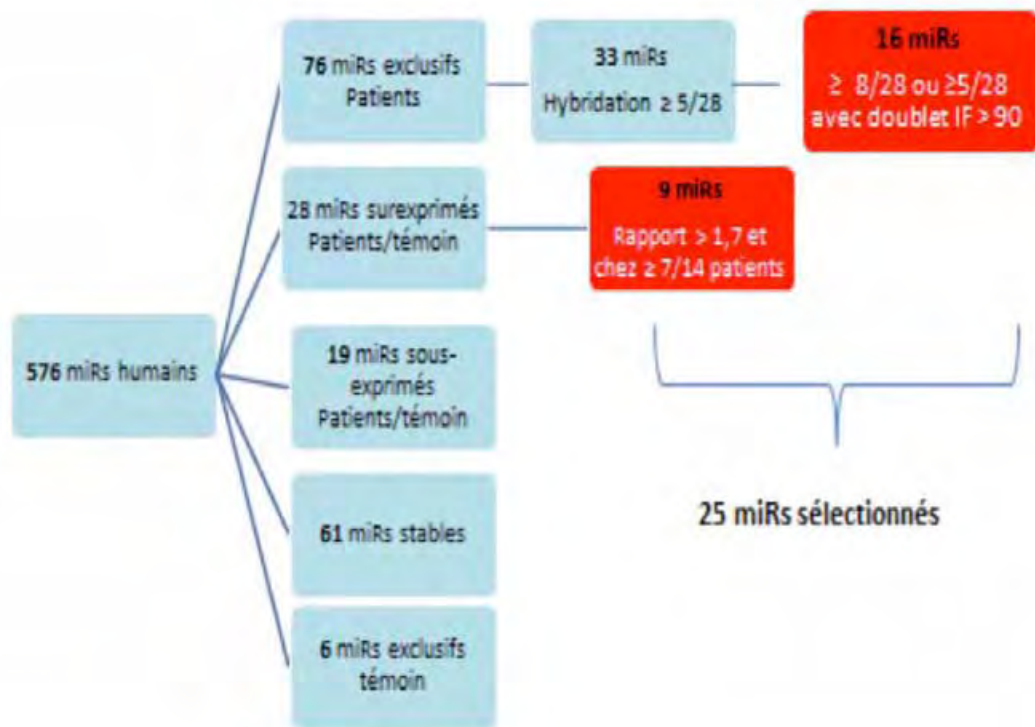 76 miRs exclusifs
Patients
33 miRs
Hybridation ≥ 5/28
16 miRs
≥ 8/28 ou ≥5/28
avec doublet IF > 90
28 miRs surexprimés
Patients/témoin
9 miRs
Rapport > 1,7 et
chez ≥ 7/14 patients
576 miRs humains
19 miRs sous-
exprimés
Patients/témoin
61 miRs stables
25 miRs sélectionnés
6 miRs exclusifs
témoin